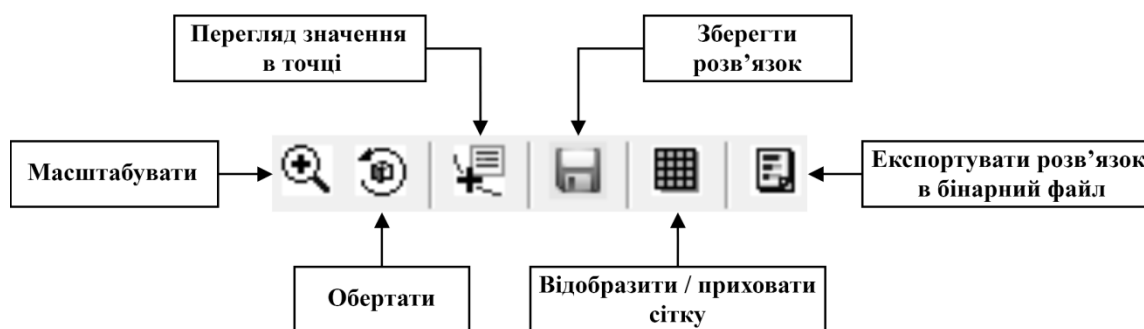 Перегляд значення
в точці
Зберегти
розв’язок
Масштабувати
Експортувати розв’язок
в бінарний файл
Обертати
Відобразити / приховати
сітку